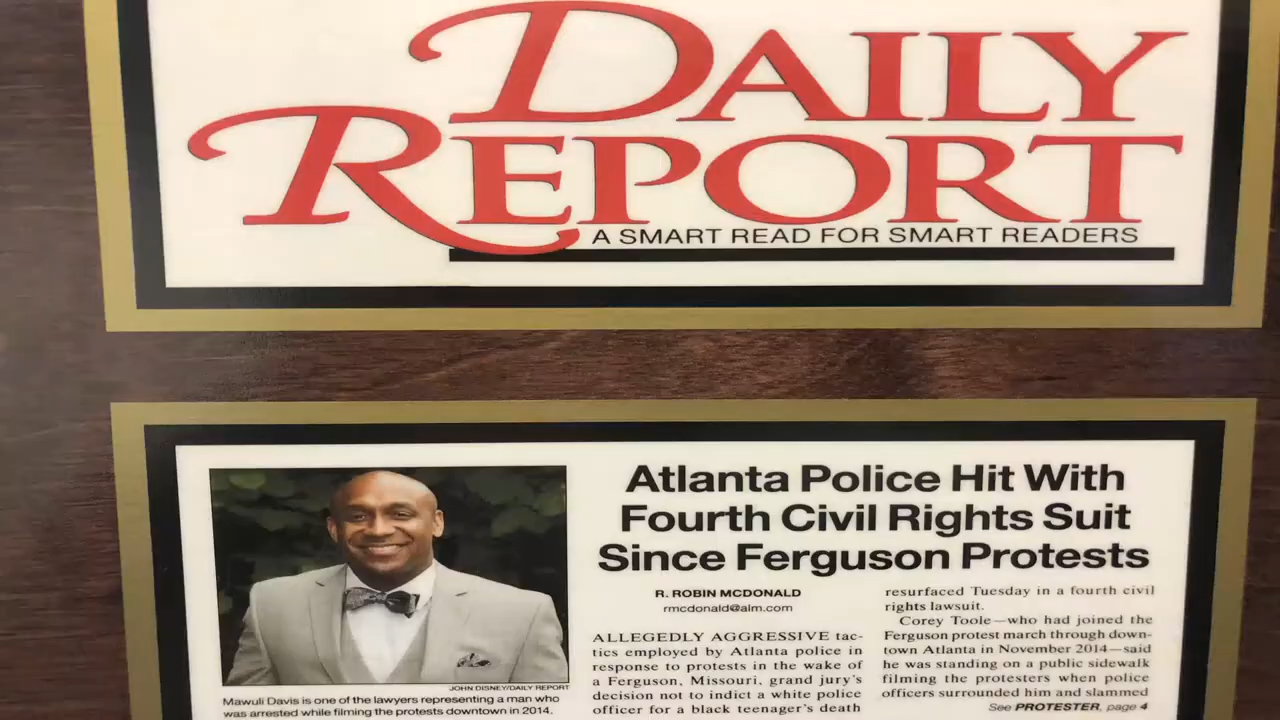 DAILY
REPORT
A SMART READ FOR SMART READERS
JOHN DISNEY/DAILY REPORT
Mawuli Davis is one of the lawyers representing a man who
was arrested while filming the protests downtown in 2014.
Atlanta Police Hit With
Fourth Civil Rights Suit
Since Ferguson Protests
R. ROBIN MCDONALD
rmcdonald@alm.com
ALLEGEDLY AGGRESSIVE tac-
tics employed by Atlanta police in
response to protests in the wake of
a Ferguson, Missouri, grand jury's
decision not to indict a white police
officer for a black teenager's death
resurfaced Tuesday in a fourth civil
rights lawsuit.
Corey Toole—who had joined the
Ferguson protest march through down-
town Atlanta in November 2014—said
he was standing on a public sidewalk
filming the protesters when police
officers surrounded him and slammed
See PROTESTER, page 4